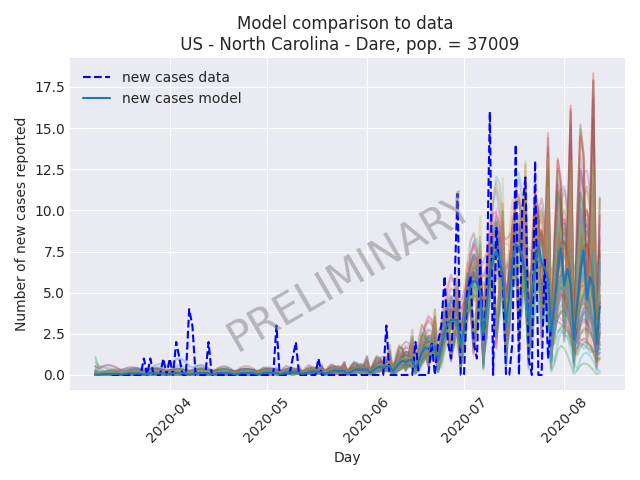 Model comparison to data
US - North Carolina - Dare, pop. = 37009
new cases data
new cases model
PRELIMINARY
Number of new cases reported
17.5
15.0
12.5
10.0
7.5
5.0
2.5
0.0
2020-04
2020-05
2020-06
2020-07
2020-08
Day